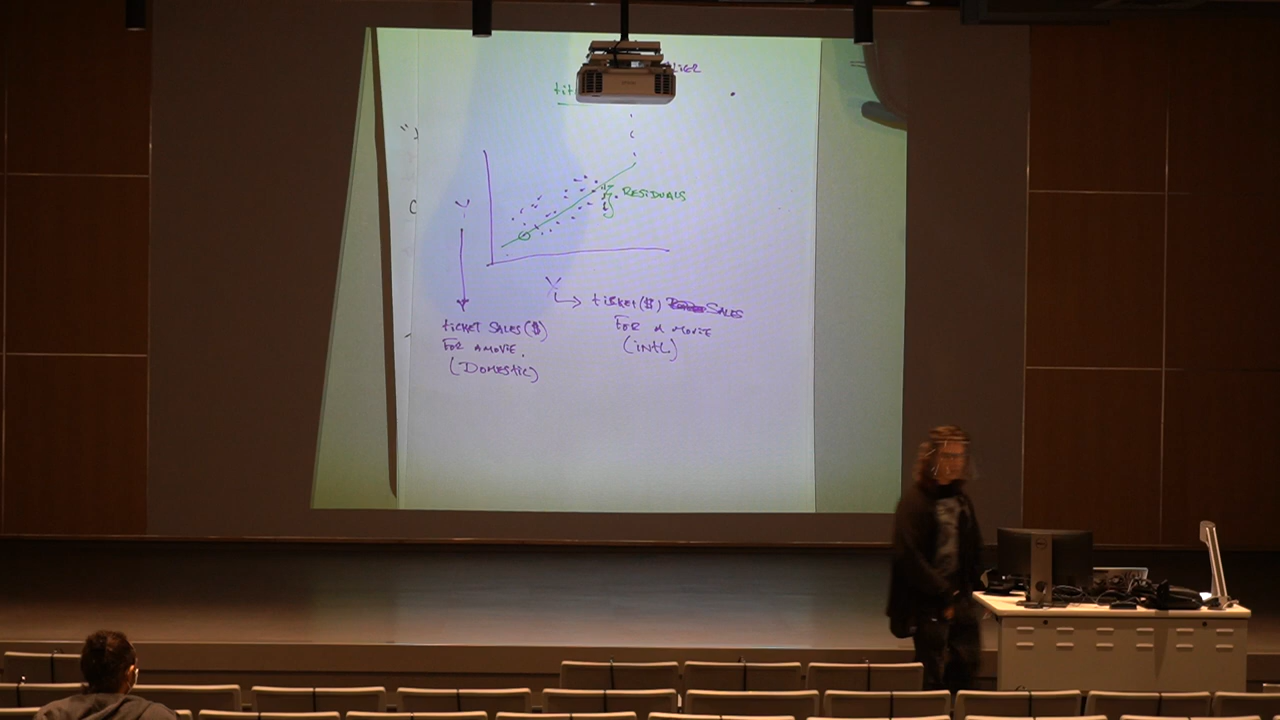 RESIDUALS
Y
X
tickEt($) SALES
FOR A MOViE
(INTL)
tickET SALES($)
FOR A MOViE.
(DOMEStiC)